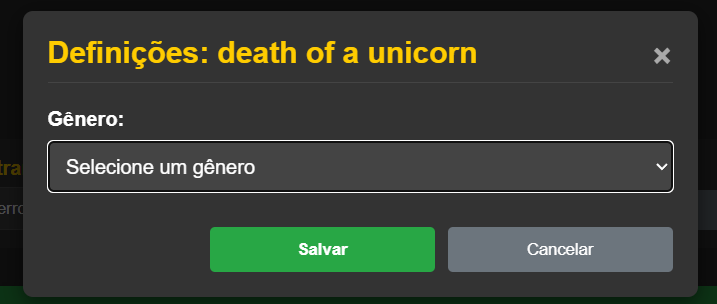 Definições: death of a unicorn
×
Gênero:
Selecione um gênero
Salvar
Cancelar